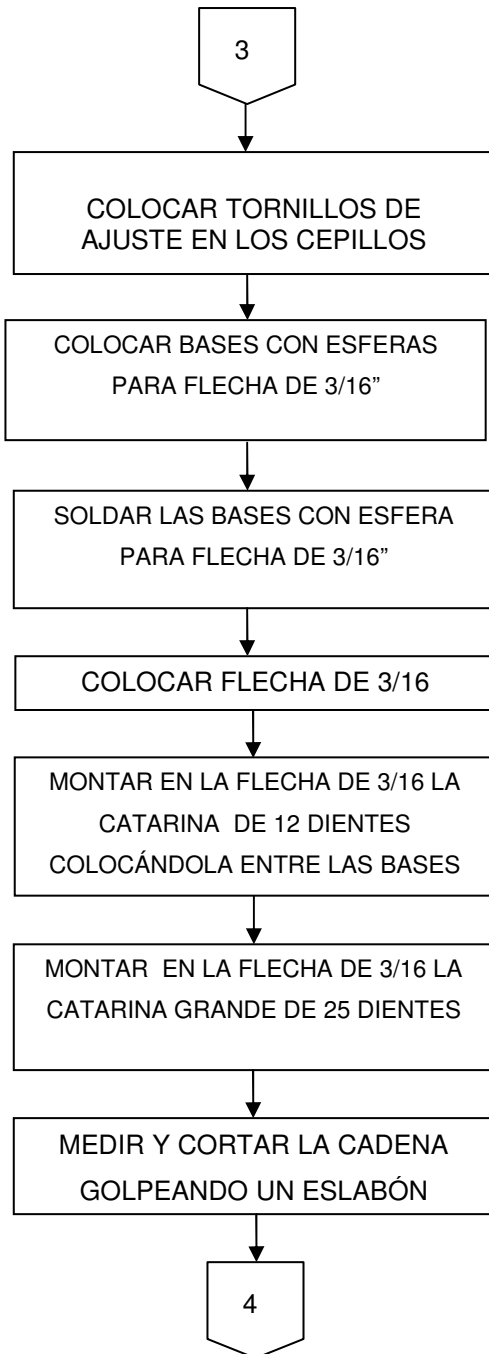 3
COLOCAR TORNILLOS DE
AJUSTE EN LOS CEPILLOS
COLOCAR BASES CON ESFERAS
PARA FLECHA DE 3/16”
SOLDAR LAS BASES CON ESFERA
PARA FLECHA DE 3/16”
COLOCAR FLECHA DE 3/16
MONTAR EN LA FLECHA DE 3/16 LA
CATARINA DE 12 DIENTES
COLOCÁNDOLA ENTRE LAS BASES
MONTAR EN LA FLECHA DE 3/16 LA
CATARINA GRANDE DE 25 DIENTES
MEDIR Y CORTAR LA CADENA
GOLPEANDO UN ESLABÓN
4